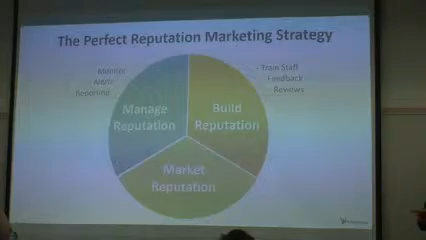 The Perfect Reputation Marketing Strategy
Monitor
Alerts
Reporting
- Train Staff
Feedback
Reviews
Manage
Reputation
Build
Reputation
Market
Reputation